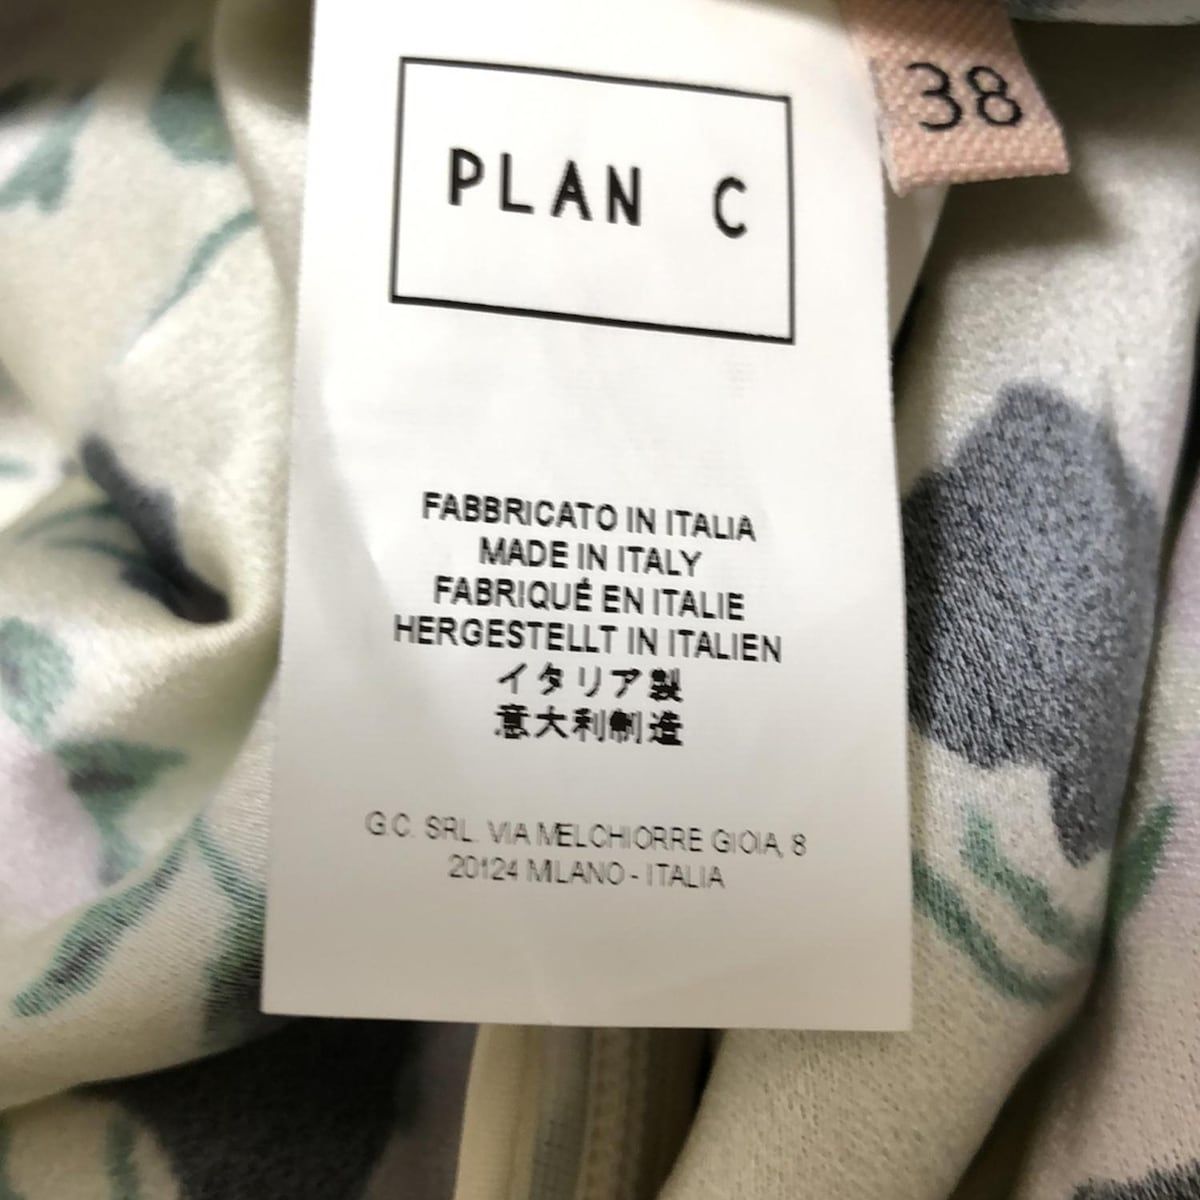 38
PLAN C
FABBRICATO IN ITALIA
MADE IN ITALY
FABRIQUÉ EN ITALIE
HERGESTELLT IN ITALIEN
イタリア製
意大利制造
G.C. SRL. VIA MELCHIORRE GIOIA, 8
20124 MILANO - ITALIA